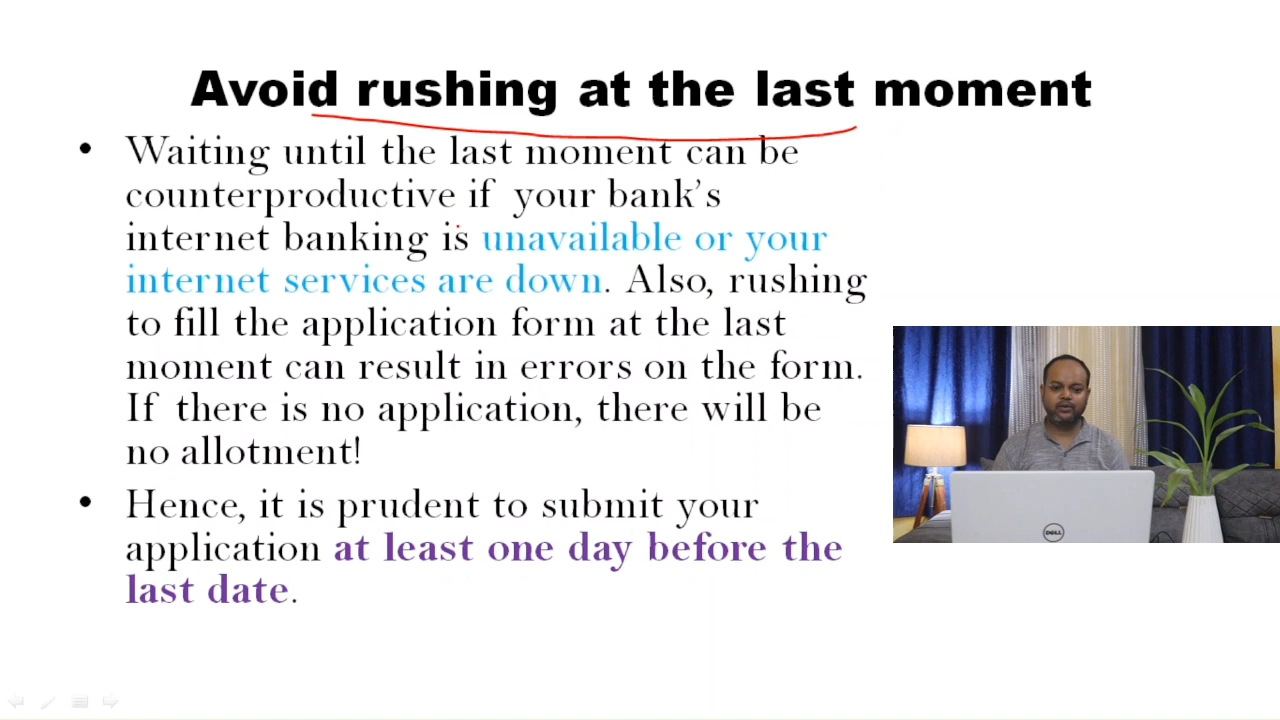 Avoid rushing at the last moment
• Waiting until the last moment can be
counterproductive if your bank's
internet banking is unavailable or your
internet services are down. Also, rushing
to fill the application form at the last
moment can result in errors on the form.
If there is no application, there will be
no allotment!
• Hence, it is prudent to submit your
application at least one day before the
last date.
DELL